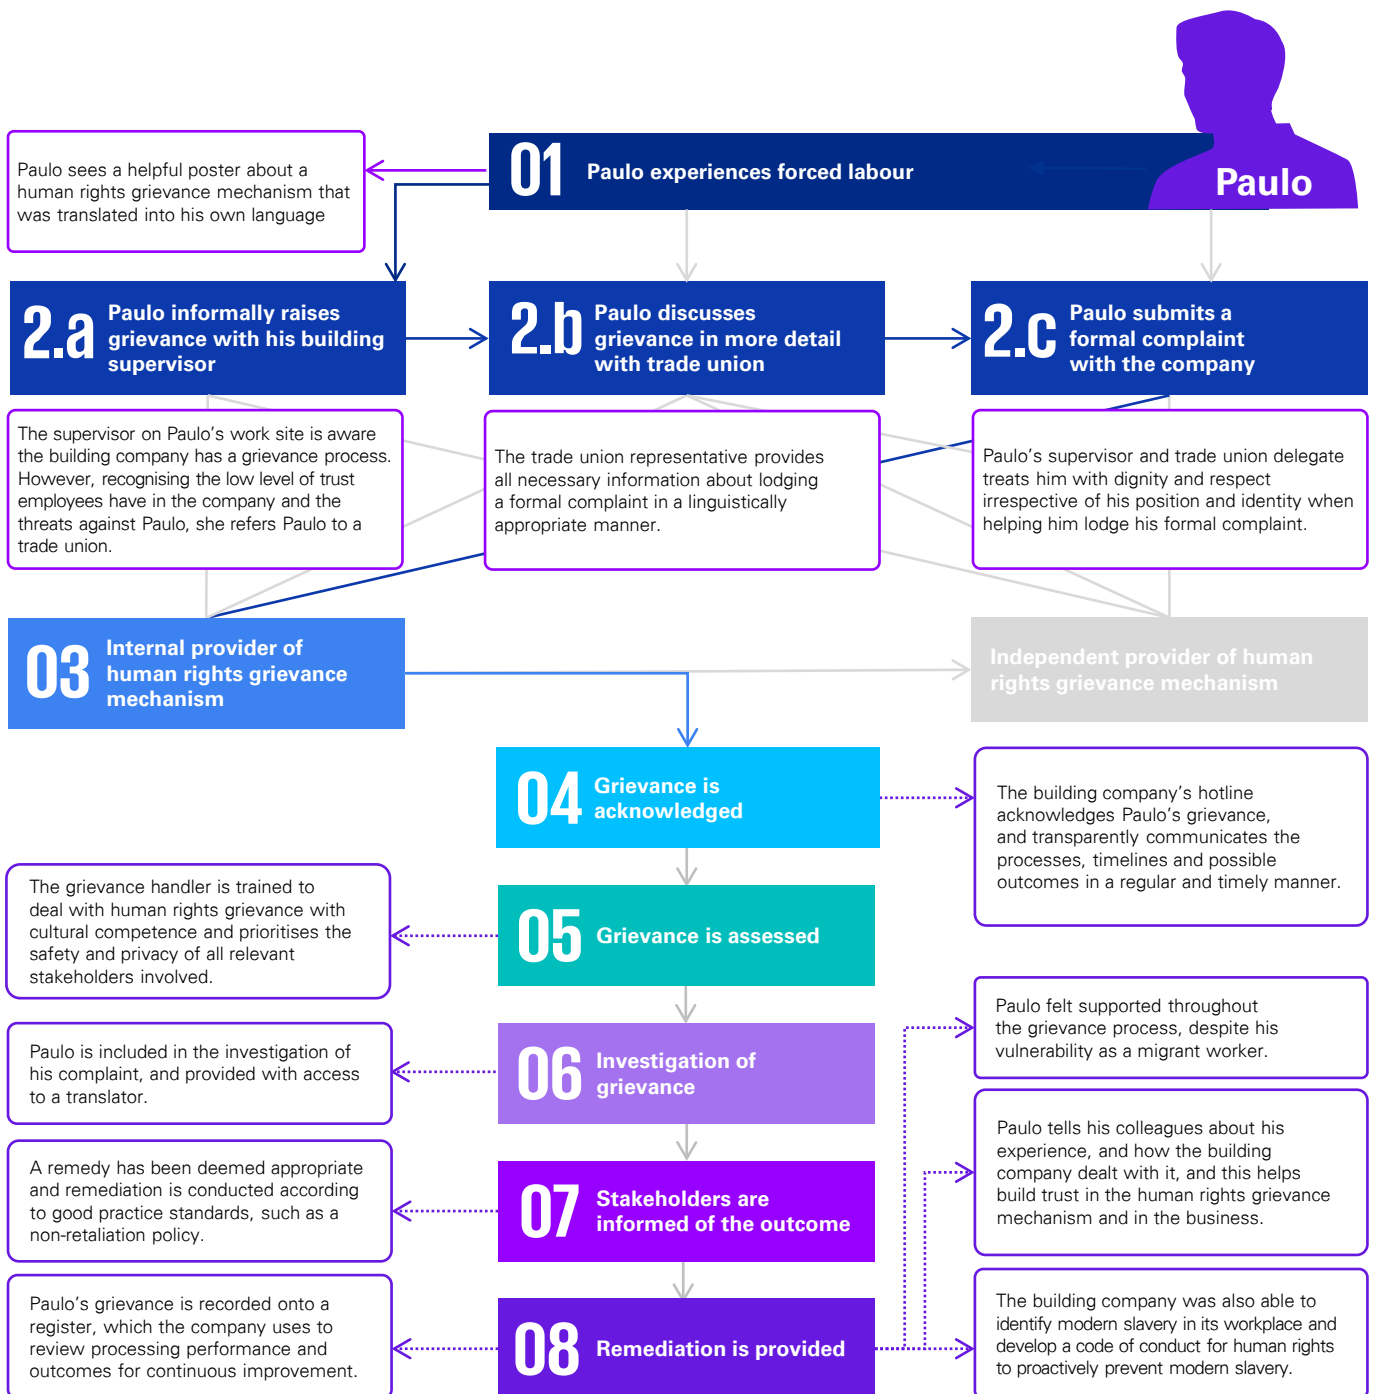 Paulo
01
Paulo experiences forced labour
Paulo sees a helpful poster about a
human rights grievance mechanism that
was translated into his own language
2.a
Paulo informally raises
grievance with his building
supervisor
2.b
Paulo discusses
grievance in more detail
with trade union
2.c
Paulo submits a
formal complaint
with the company
The supervisor on Paulo's work site is aware
the building company has a grievance process.
However, recognising the low level of trust
employees have in the company and the
threats against Paulo, she refers Paulo to a
trade union.
The trade union representative provides
all necessary information about lodging
a formal complaint in a linguistically
appropriate manner.
Paulo's supervisor and trade union delegate
treats him with dignity and respect
irrespective of his position and identity when
helping him lodge his formal complaint.
03
Internal provider of
human rights grievance
mechanism
Independent provider of human
rights grievance mechanism
04
Grievance is
acknowledged
The building company's hotline
acknowledges Paulo's grievance,
and transparently communicates the
processes, timelines and possible
outcomes in a regular and timely manner.
The grievance handler is trained to
deal with human rights grievance with
cultural competence and prioritises the
safety and privacy of all relevant
stakeholders involved.
05
Grievance is assessed
Paulo is included in the investigation of
his complaint, and provided with access
to a translator.
06
Investigation of
grievance
Paulo felt supported throughout
the grievance process, despite his
vulnerability as a migrant worker.
A remedy has been deemed appropriate
and remediation is conducted according
to good practice standards, such as a
non-retaliation policy.
07
Stakeholders are
informed of the outcome
Paulo tells his colleagues about his
experience, and how the building
company dealt with it, and this helps
build trust in the human rights grievance
mechanism and in the business.
Paulo's grievance is recorded onto a
register, which the company uses to
review processing performance and
outcomes for continuous improvement.
08
Remediation is provided
The building company was also able to
identify modern slavery in its workplace and
develop a code of conduct for human rights
to proactively prevent modern slavery.